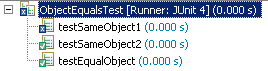 ObjectEqualsTest [Runner: JUnit 4] (0.000 s)
testSameObject1 (0.000 s)
testSameObject2 (0.000 s)
testEqualObject (0.000 s)